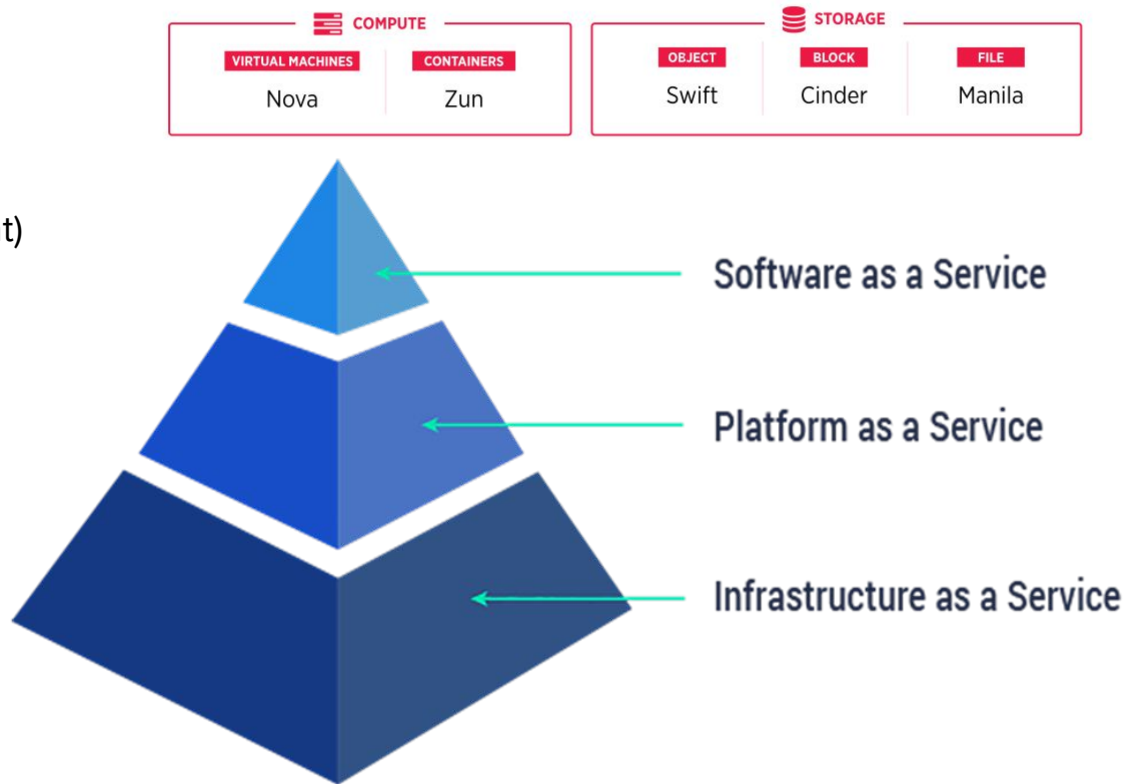 COMPUTE
VIRTUAL MACHINES
Nova
CONTAINERS
Zun
STORAGE
OBJECT
Swift
BLOCK
Cinder
FILE
Manila
t)
Software as a Service
Platform as a Service
Infrastructure as a Service